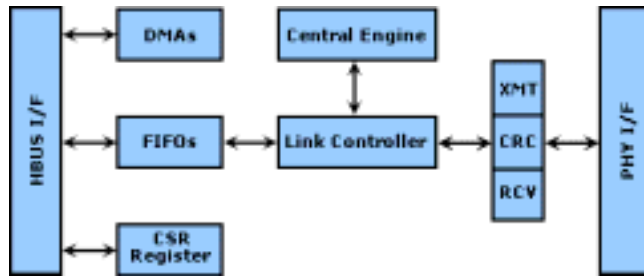 HBUS I/F
DMAs
FIFOs
CSR
Register
Central Engine
Link Controller
XMT
CRC
RCV
PHY I/F